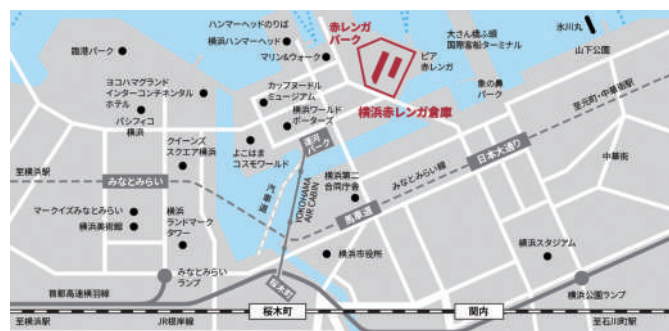 ハンマーヘッドのりば
横浜ハンマーヘッド
赤レンガ
パーク
大さん橋ふ頭
国際客船ターミナル
氷川丸
臨港パーク
マリン&ウォーク
ピア
赤レンガ
山下公園
ヨコハマグランド
インターコンチネンタル
ホテル
カップヌードル
ミュージアム
象の鼻
パーク
横浜赤レンガ倉庫
至元町・中華街駅
パシフィコ
横浜
横浜ワールド
ポーターズ
クイーンズ
スクエア横浜
よこはま
コスモワールド
運河
パーク
日本大通り
中華街
至横浜駅
みなとみらい
汽車道
YOKOHAMA
AIR CABIN
横浜第二
合同庁舎
みなとみらい線
馬車道
マークイズみなとみらい
横浜美術館
横浜
ランドマーク
タワー
横浜市役所
横浜スタジアム
みなとみらい
ランプ
桜木町
首都高速横羽線
横浜公園ランプ
至横浜駅
JR根岸線
桜木町
関内
至石川町駅